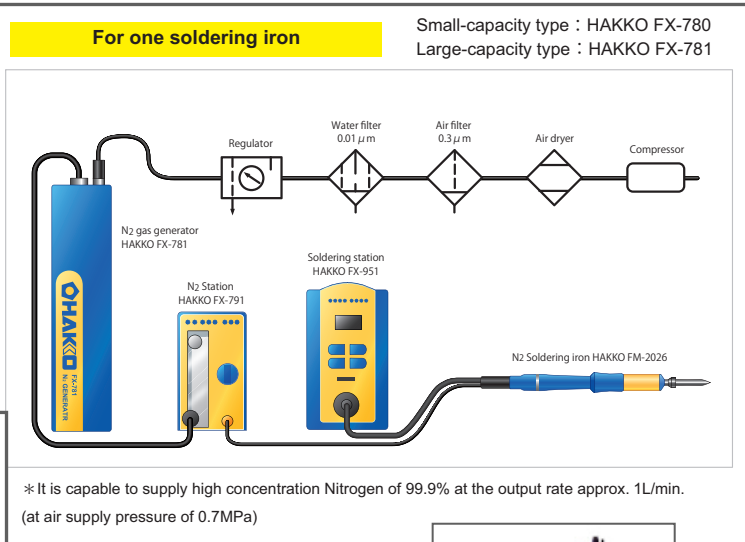 For one soldering iron
Small-capacity type：HAKKO FX-780
Large-capacity type：HAKKO FX-781
Regulator
Water filter
0.01μm
Air filter
0.3μm
Air dryer
Compressor
N2 gas generator
HAKKO FX-781
HAKKO
FX-781
N2 GENERATR
N2 Station
HAKKO FX-791
Soldering station
HAKKO FX-951
N2 Soldering iron HAKKO FM-2026
＊It is capable to supply high concentration Nitrogen of 99.9% at the output rate approx. 1L/min.
(at air supply pressure of 0.7MPa)